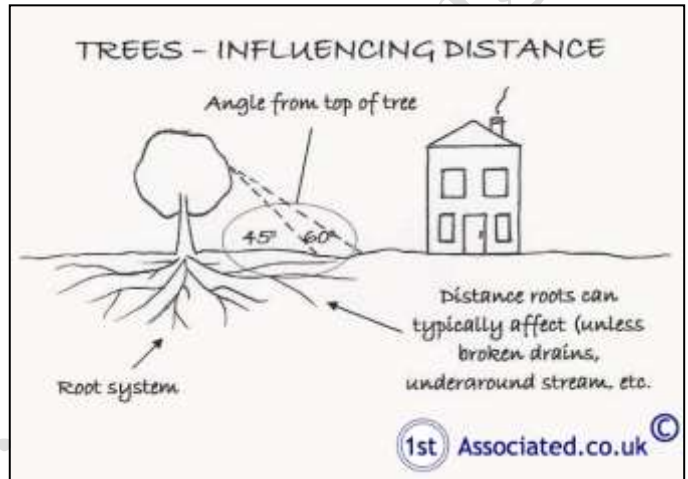 TREES – INFLUENCING DISTANCE
Angle from top of tree
45°
60°
Distance roots can
typically affect (unless
broken drains,
underaround stream, etc.
Root system
1st Associated.co.uk ©